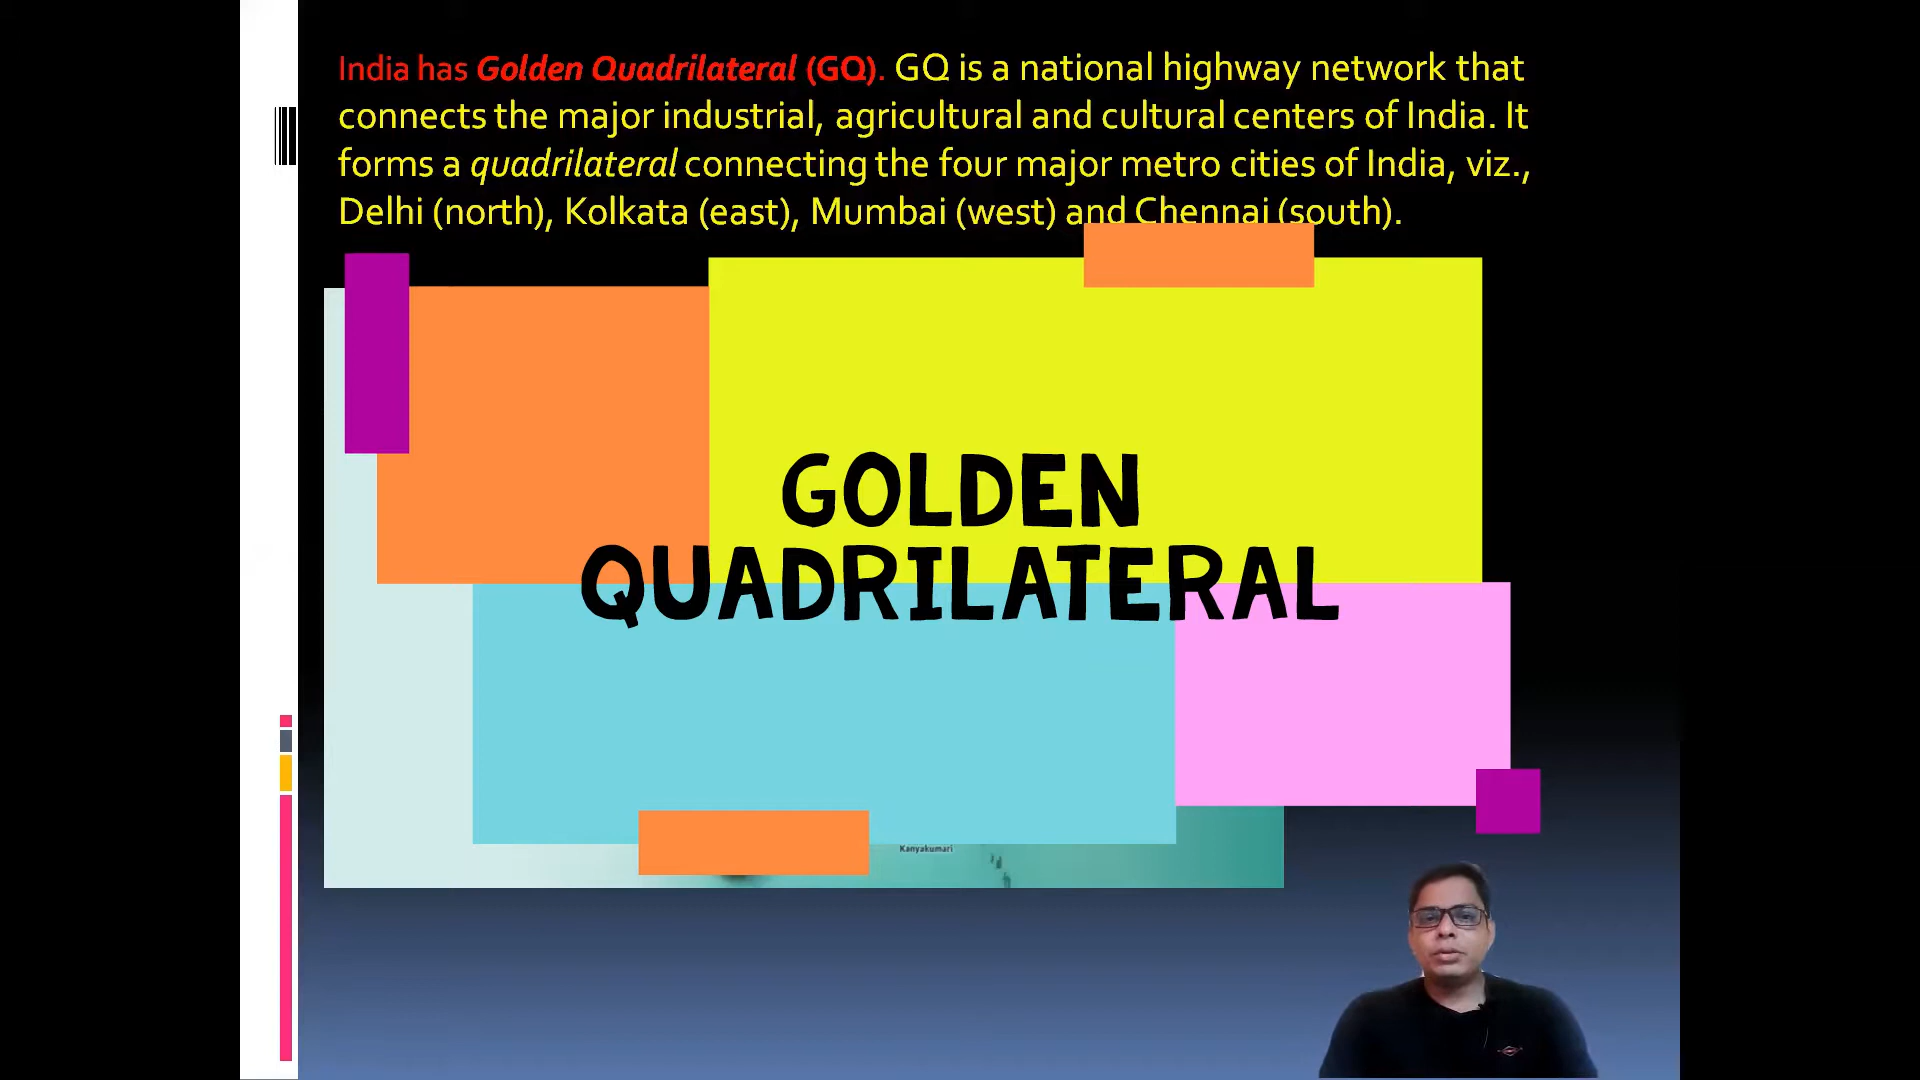 India has Golden Quadrilateral (GQ). GQ is a national highway network that
connects the major industrial, agricultural and cultural centers of India. It
forms a quadrilateral connecting the four major metro cities of India, viz.,
Delhi (north), Kolkata (east), Mumbai (west) and Chennai (south).
GOLDEN
QUADRILATERAL
Kanyakumari